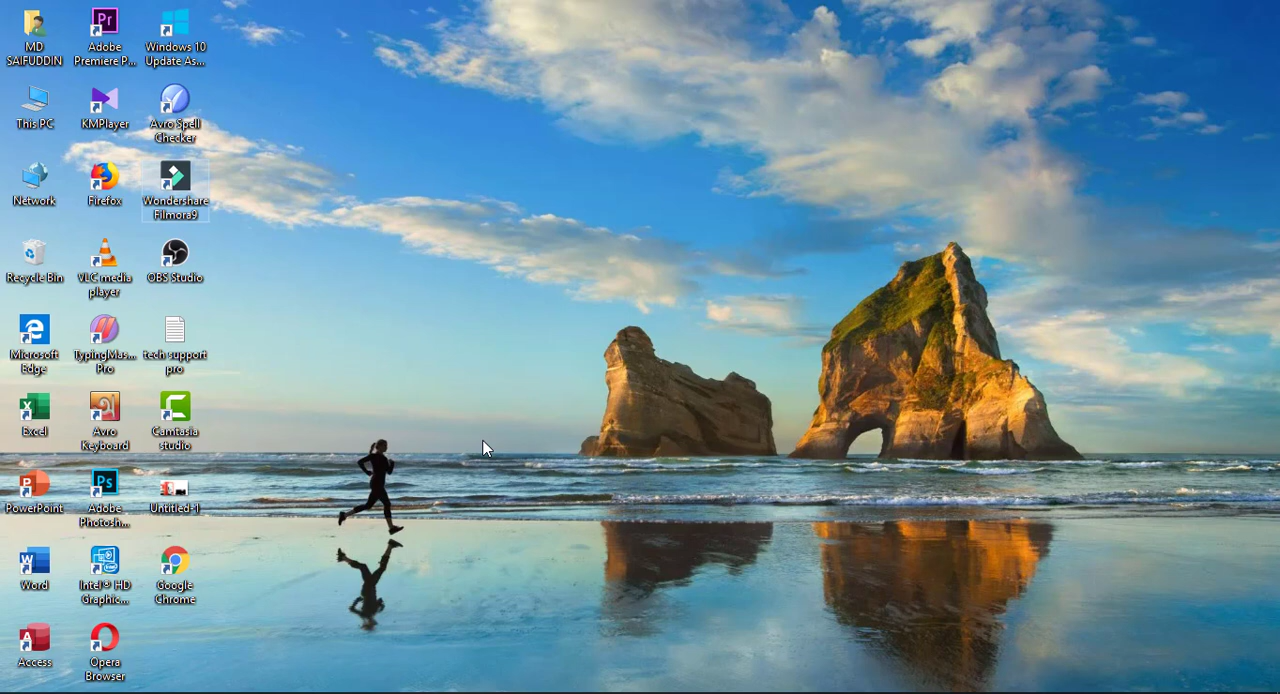 MD
SAIFUDDIN
Adobe
Premiere P...
Windows 10
Update As...
This PC
KMPlayer
Avro Spell
Checker
Network
Firefox
Wondershare
Filmora9
Recycle Bin
VLC media
player
OBS Studio
Microsoft
Edge
TypingMas...
Pro
tech support
pro
Excel
Avro
Keyboard
Camtasia
studio
PowerPoint
Adobe
Photosh...
Untitled-1
Word
Intel® HD
Graphic...
Google
Chrome
Access
Opera
Browser